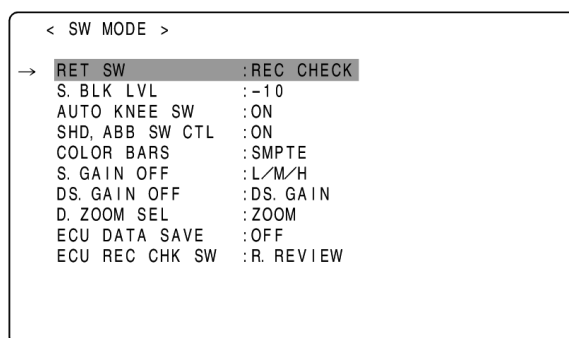 < SW MODE >
→ RET SW :REC CHECK
S. BLK LVL :−10
AUTO KNEE SW :ON
SHD, ABB SW CTL :ON
COLOR BARS :SMPTE
S. GAIN OFF :L/M/H
DS. GAIN OFF :DS. GAIN
D. ZOOM SEL :ZOOM
ECU DATA SAVE :OFF
ECU REC CHK SW :R. REVIEW